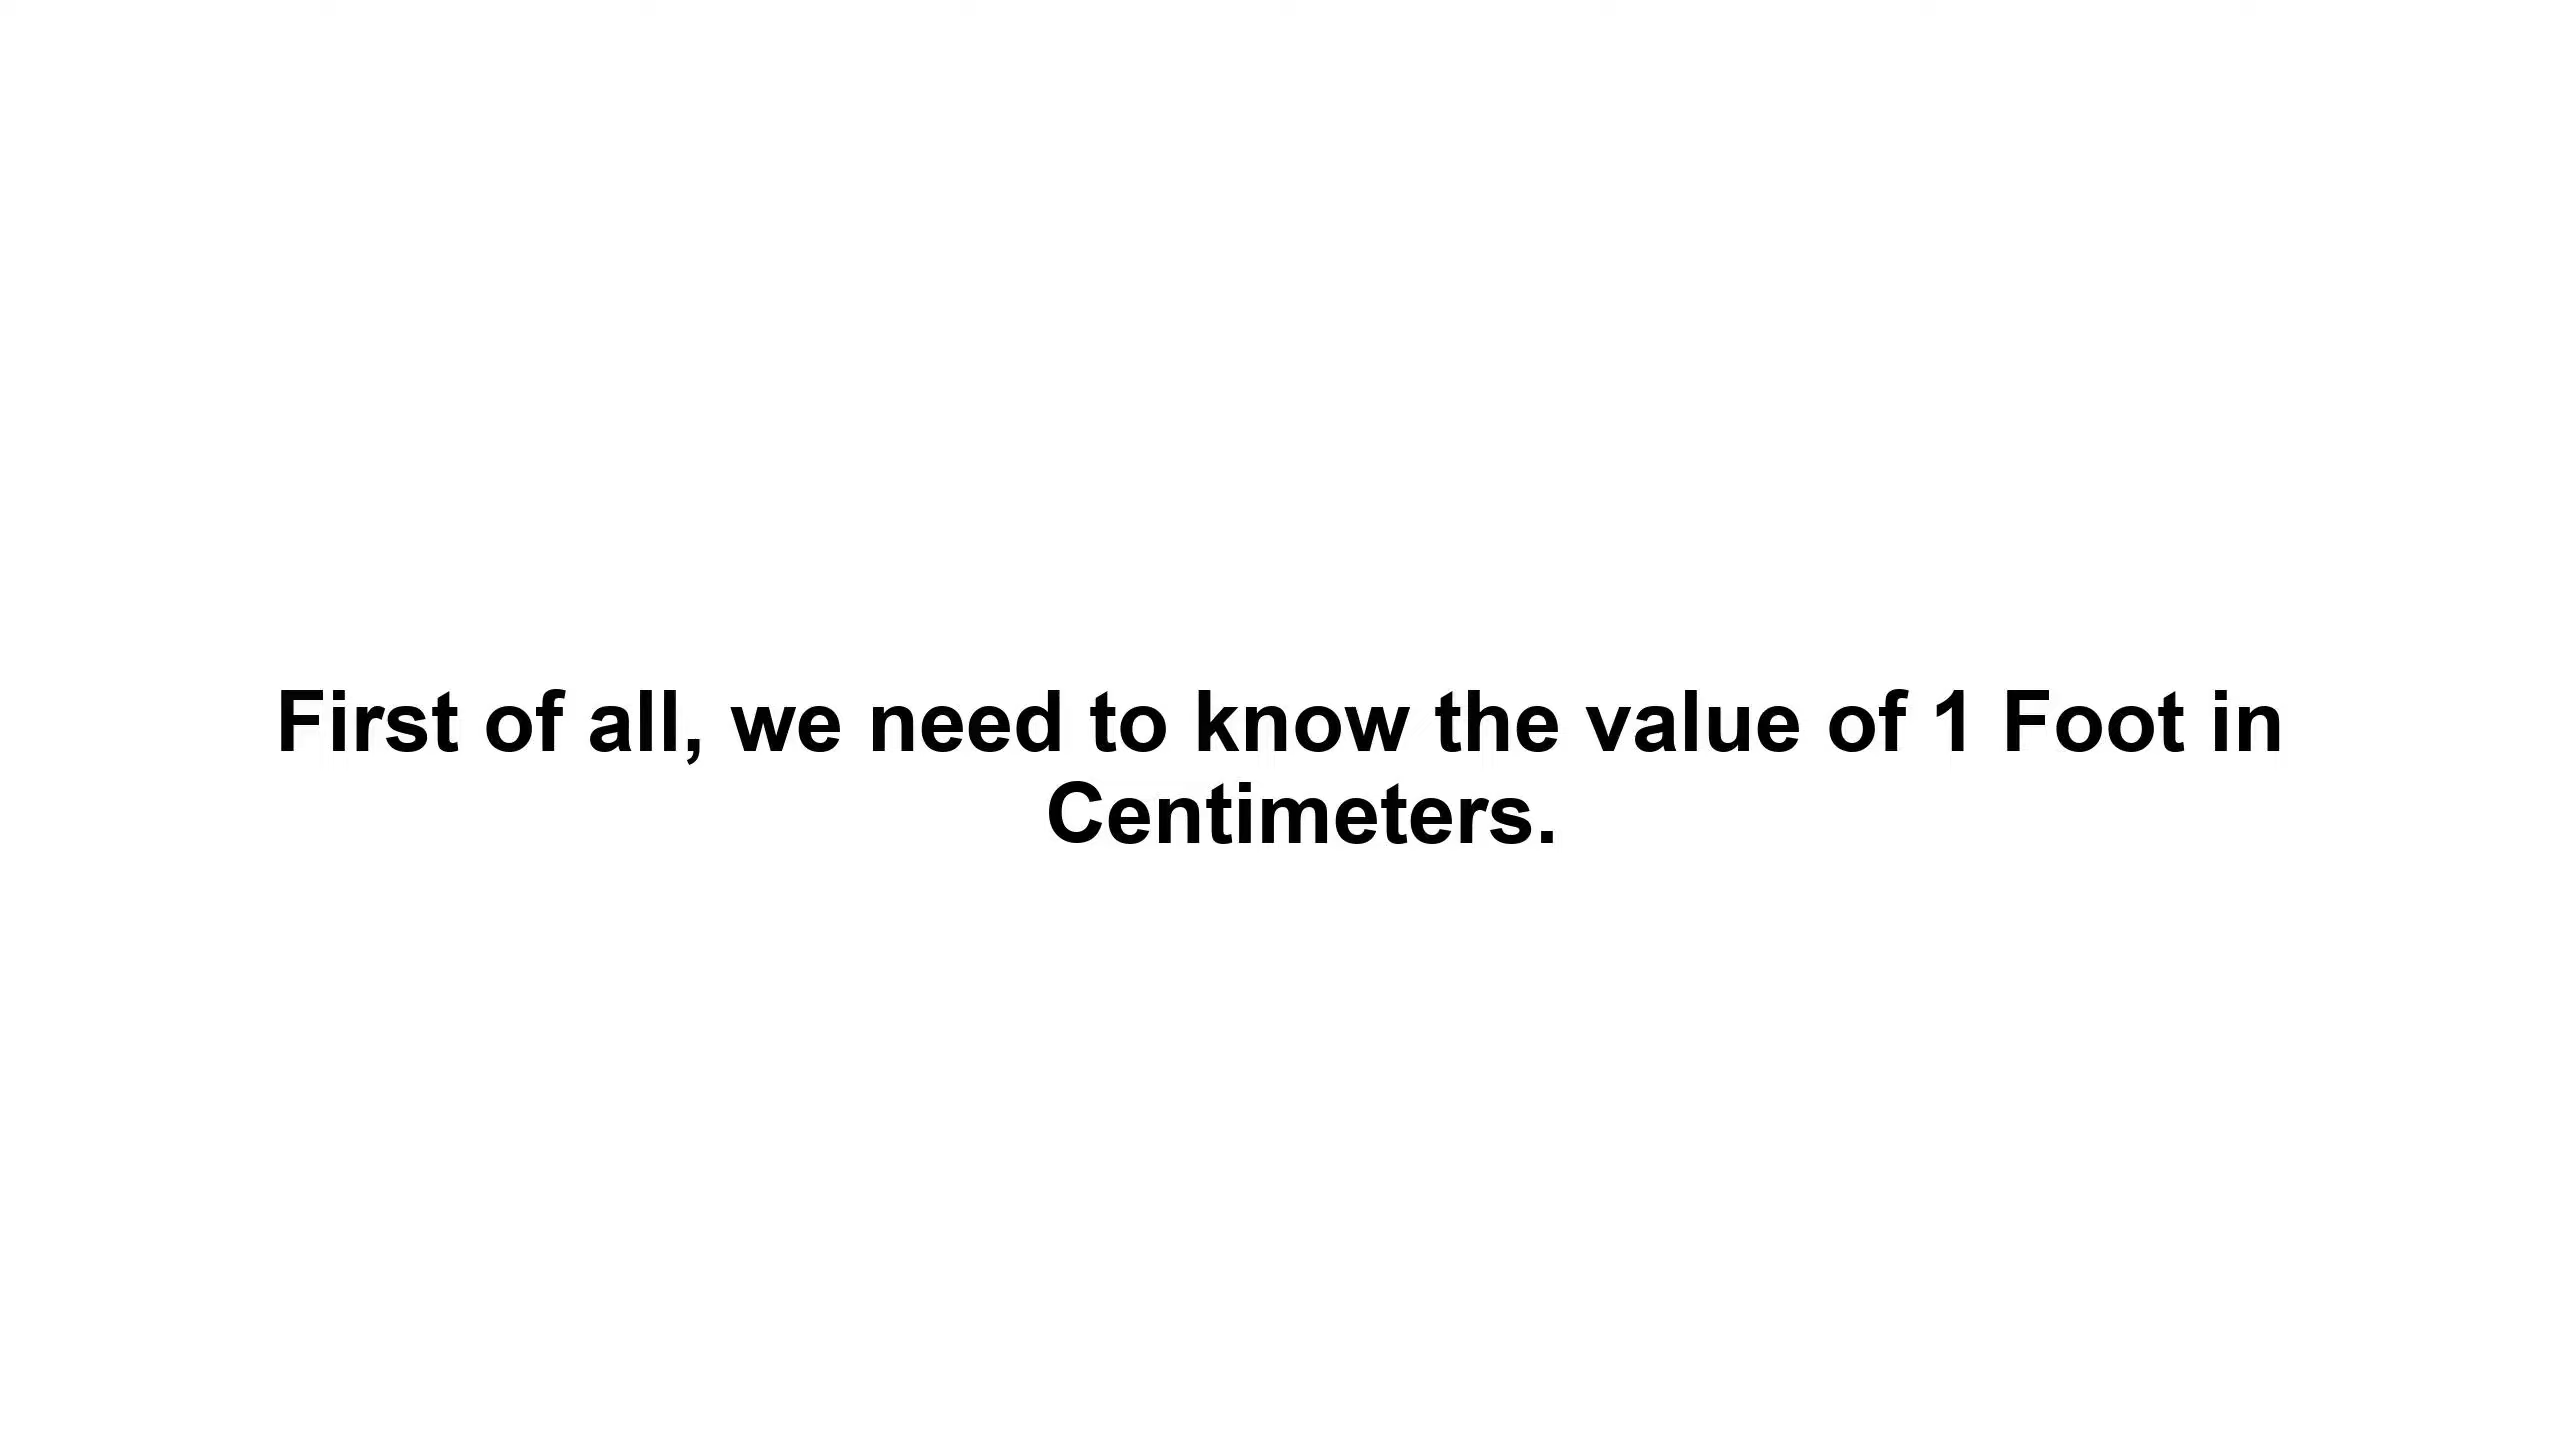 First of all, we need to know the value of 1 Foot in
Centimeters.